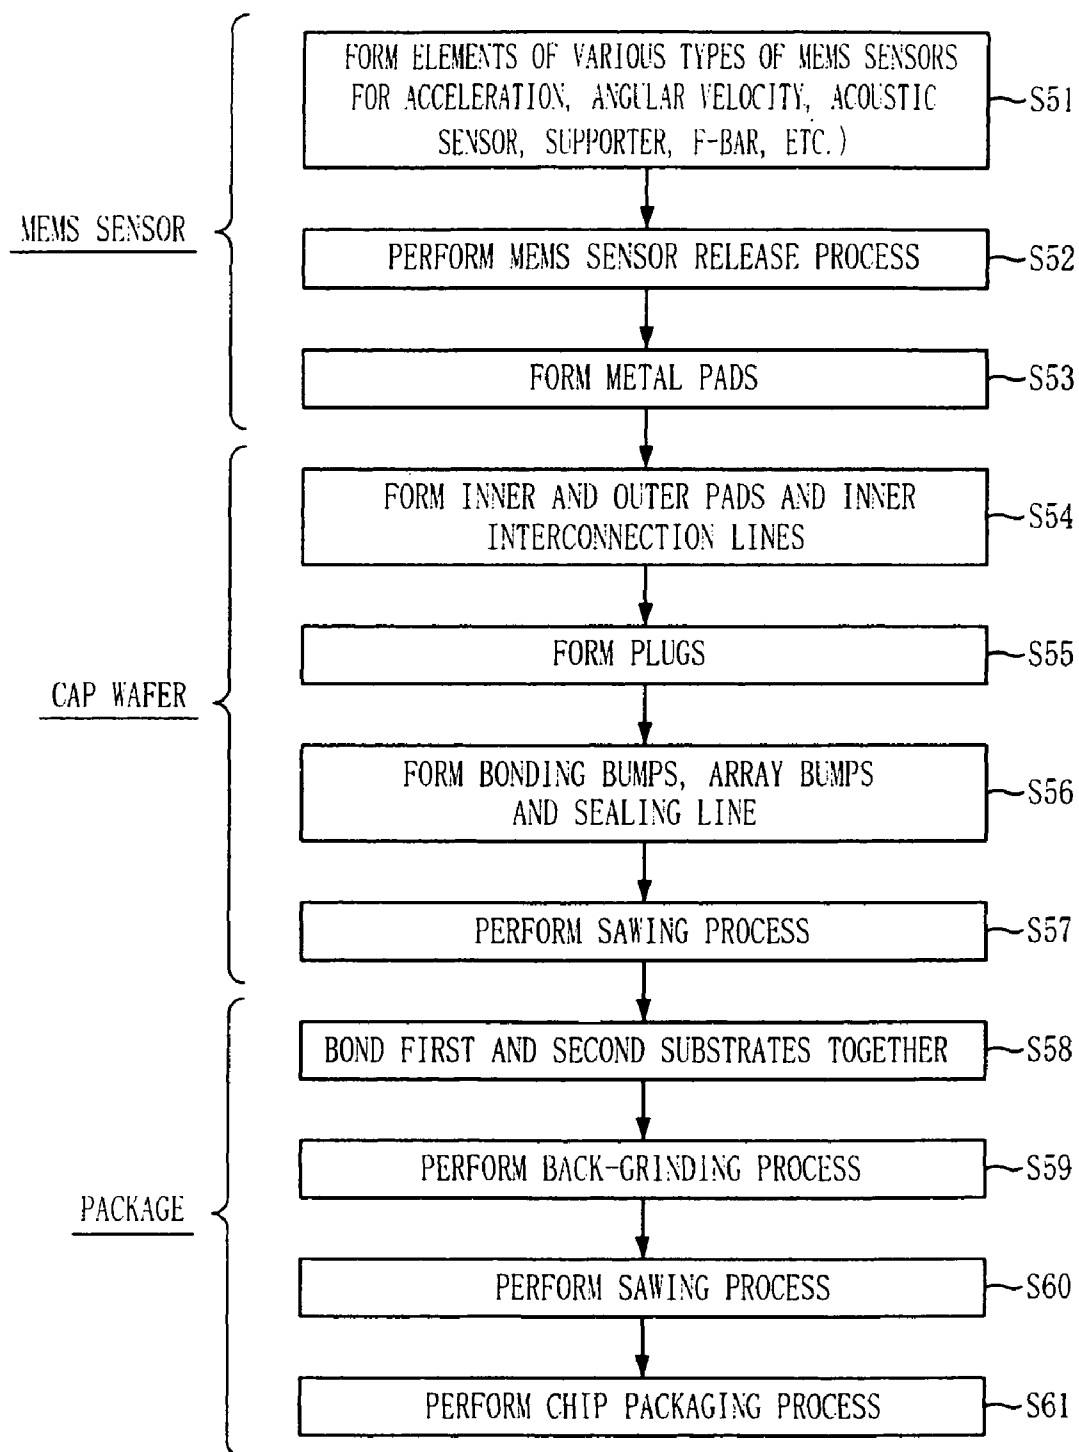 FORM ELEMENTS OF VARIOUS TYPES OF MEMS SENSORS
FOR ACCELERATION, ANGULAR VELOCITY, ACOUSTIC
SENSOR, SUPPORTER, F-BAR, ETC.)
S51
MEMS SENSOR
PERFORM MEMS SENSOR RELEASE PROCESS
S52
FORM METAL PADS
S53
FORM INNER AND OUTER PADS AND INNER
INTERCONNECTION LINES
S54
FORM PLUGS
S55
CAP WAFER
FORM BONDING BUMPS, ARRAY BUMPS
AND SEALING LINE
S56
PERFORM SAWING PROCESS
S57
BOND FIRST AND SECOND SUBSTRATES TOGETHER
S58
PERFORM BACK-GRINDING PROCESS
S59
PACKAGE
PERFORM SAWING PROCESS
S60
PERFORM CHIP PACKAGING PROCESS
S61